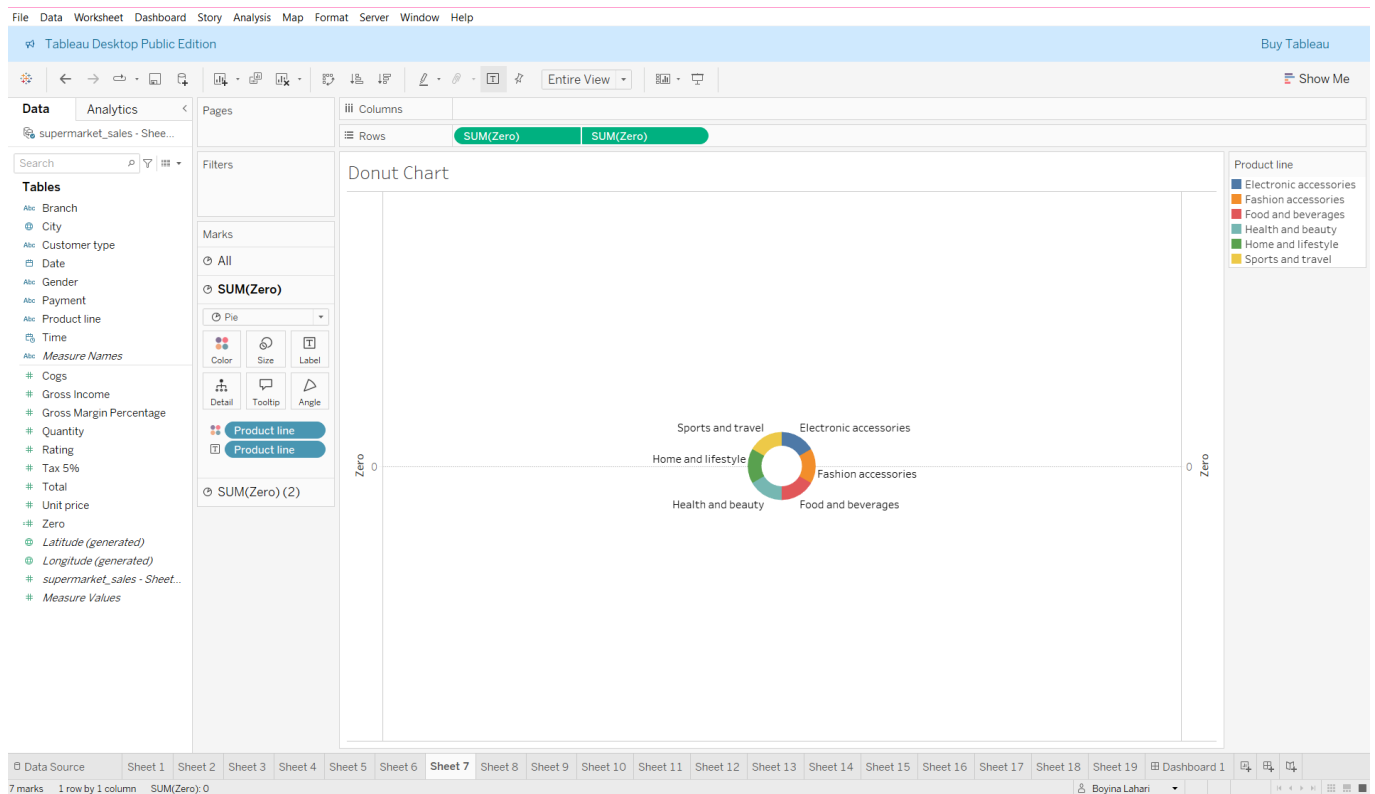 File Data Worksheet Dashboard Story Analysis Map Format Server Window Help
Tableau Desktop Public Edition
Buy Tableau
Entire View
Show Me
Data
Analytics
supermarket_sales - Shee...
Search
Tables
Abc Branch
City
Abc Customer type
Date
Abc Gender
Abc Payment
Abc Product line
Time
Abc Measure Names
# Cogs
# Gross Income
# Gross Margin Percentage
# Quantity
# Rating
# Tax 5%
# Total
# Unit price
=# Zero
Latitude (generated)
Longitude (generated)
# supermarket_sales - Sheet...
# Measure Values
Pages
Filters
Marks
All
SUM(Zero)
Pie
Color Size Label
Detail Tooltip Angle
Product line
Product line
SUM(Zero) (2)
Columns
Rows
SUM(Zero) SUM(Zero)
Donut Chart
Sports and travel
Electronic accessories
Home and lifestyle
Fashion accessories
Health and beauty
Food and beverages
Zero
0
0
Zero
Product line
Electronic accessories
Fashion accessories
Food and beverages
Health and beauty
Home and lifestyle
Sports and travel
Data Source Sheet 1 Sheet 2 Sheet 3 Sheet 4 Sheet 5 Sheet 6 Sheet 7 Sheet 8 Sheet 9 Sheet 10 Sheet 11 Sheet 12 Sheet 13 Sheet 14 Sheet 15 Sheet 16 Sheet 17 Sheet 18 Sheet 19 Dashboard 1
7 marks 1 row by 1 column SUM(Zero): 0
Boyina Lahari